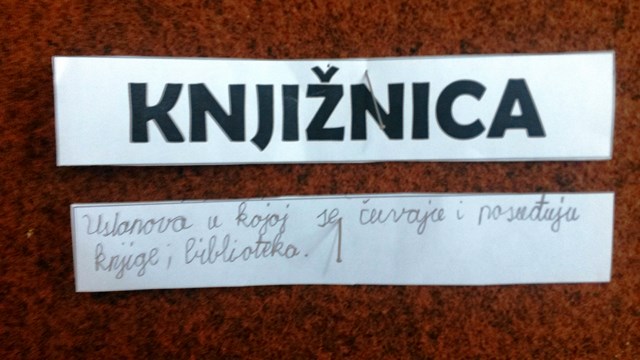 KNJIŽNICA
Ustanova u kojoj se čuvaju i posuđuju
knjige; biblioteka.